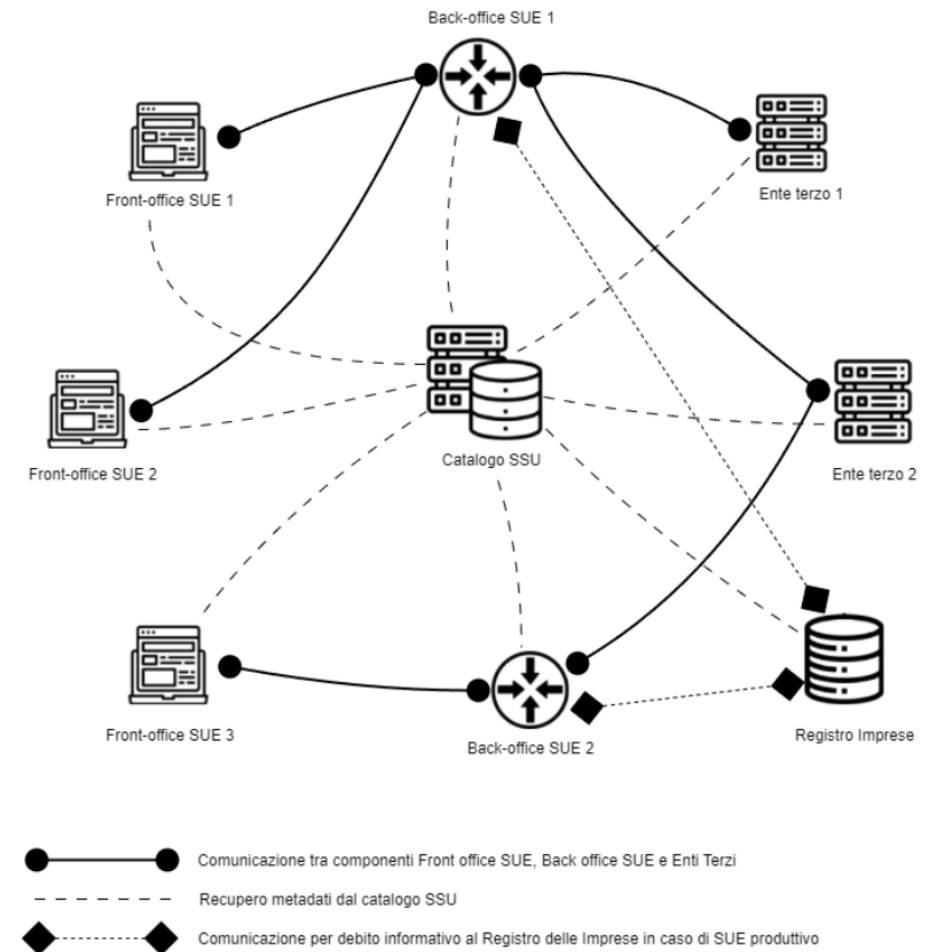 Back-office SUE 1
Front-office SUE 1
Ente terzo 1
Catalogo SSU
Front-office SUE 2
Ente terzo 2
Front-office SUE 3
Back-office SUE 2
Registro Imprese
Comunicazione tra componenti Front office SUE, Back office SUE e Enti Terzi
Recupero metadati dal catalogo SSU
Comunicazione per debito informativo al Registro delle Imprese in caso di SUE produttivo